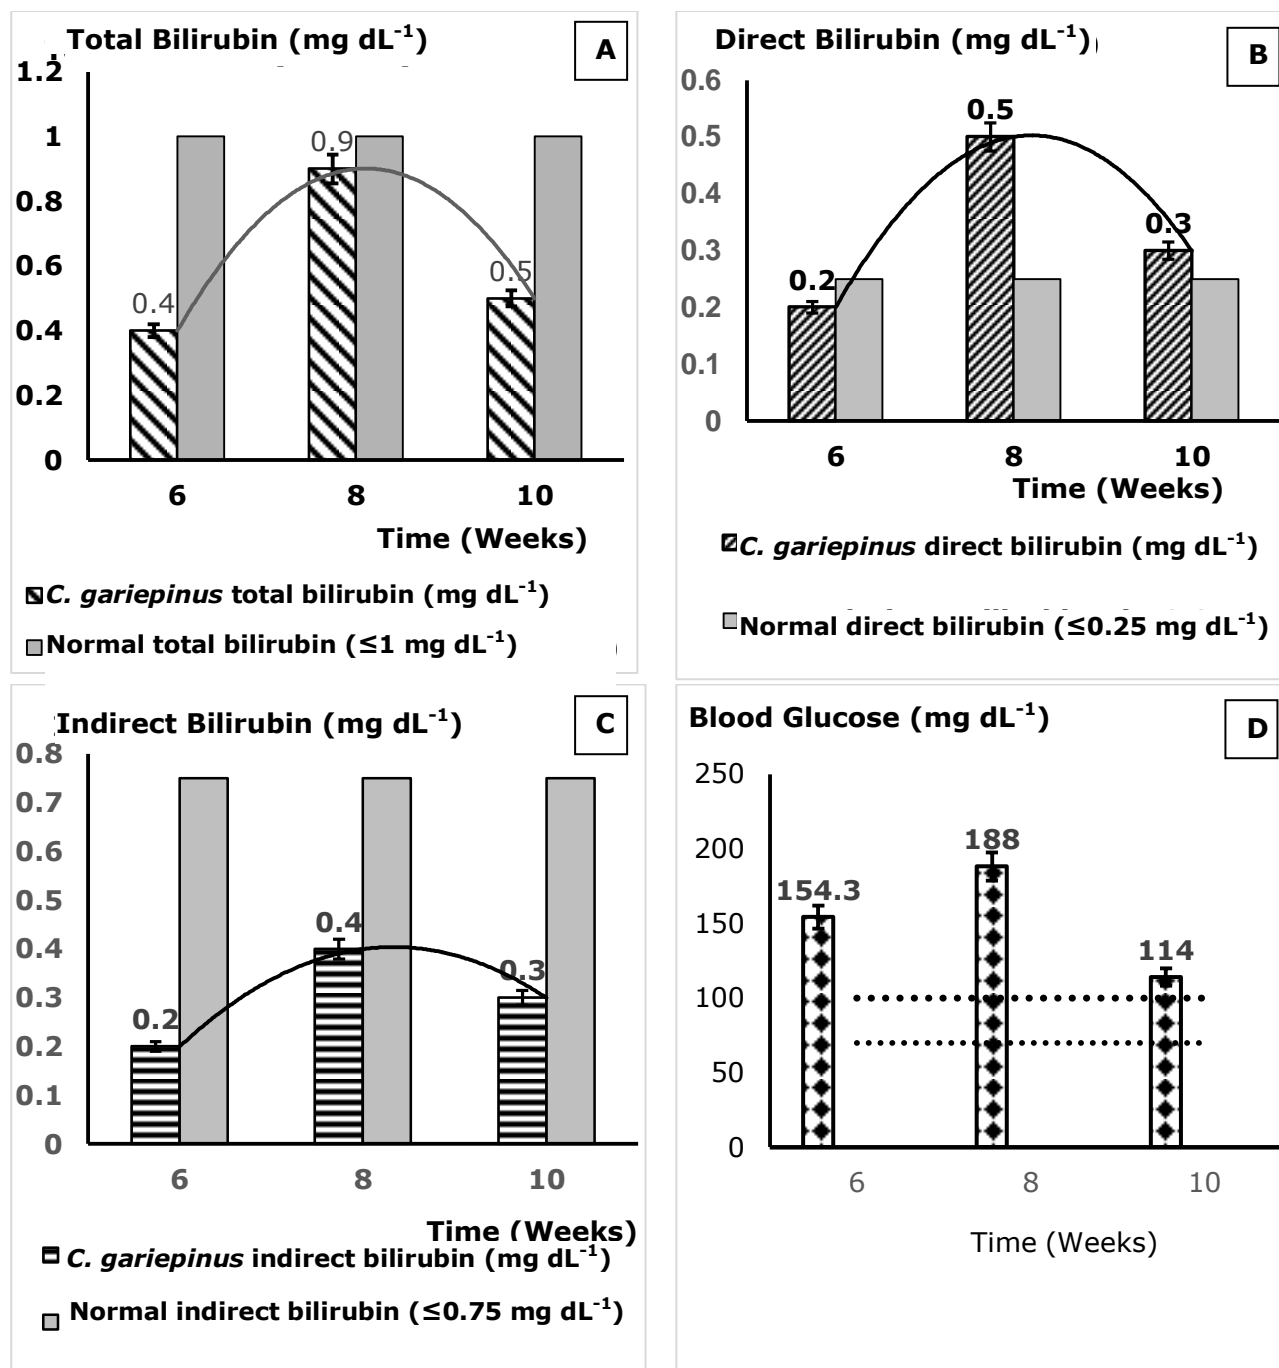 Total Bilirubin (mg dL⁻¹)
A
1.2
1
0.8
0.6
0.4
0.2
0
0.4
0.9
0.5
6 8 10
Time (Weeks)
C. gariepinus total bilirubin (mg dL⁻¹)
Normal total bilirubin (≤1 mg dL⁻¹)
Direct Bilirubin (mg dL⁻¹)
B
0.6
0.5
0.4
0.3
0.2
0.1
0
0.2
0.5
0.3
6 8 10
Time (Weeks)
C. gariepinus direct bilirubin (mg dL⁻¹)
Normal direct bilirubin (≤0.25 mg dL⁻¹)
Indirect Bilirubin (mg dL⁻¹)
C
0.8
0.7
0.6
0.5
0.4
0.3
0.2
0.1
0
0.2
0.4
0.3
6 8 10
Time (Weeks)
C. gariepinus indirect bilirubin (mg dL⁻¹)
Normal indirect bilirubin (≤0.75 mg dL⁻¹)
Blood Glucose (mg dL⁻¹)
D
250
200
150
100
50
0
154.3
188
114
6 8 10
Time (Weeks)